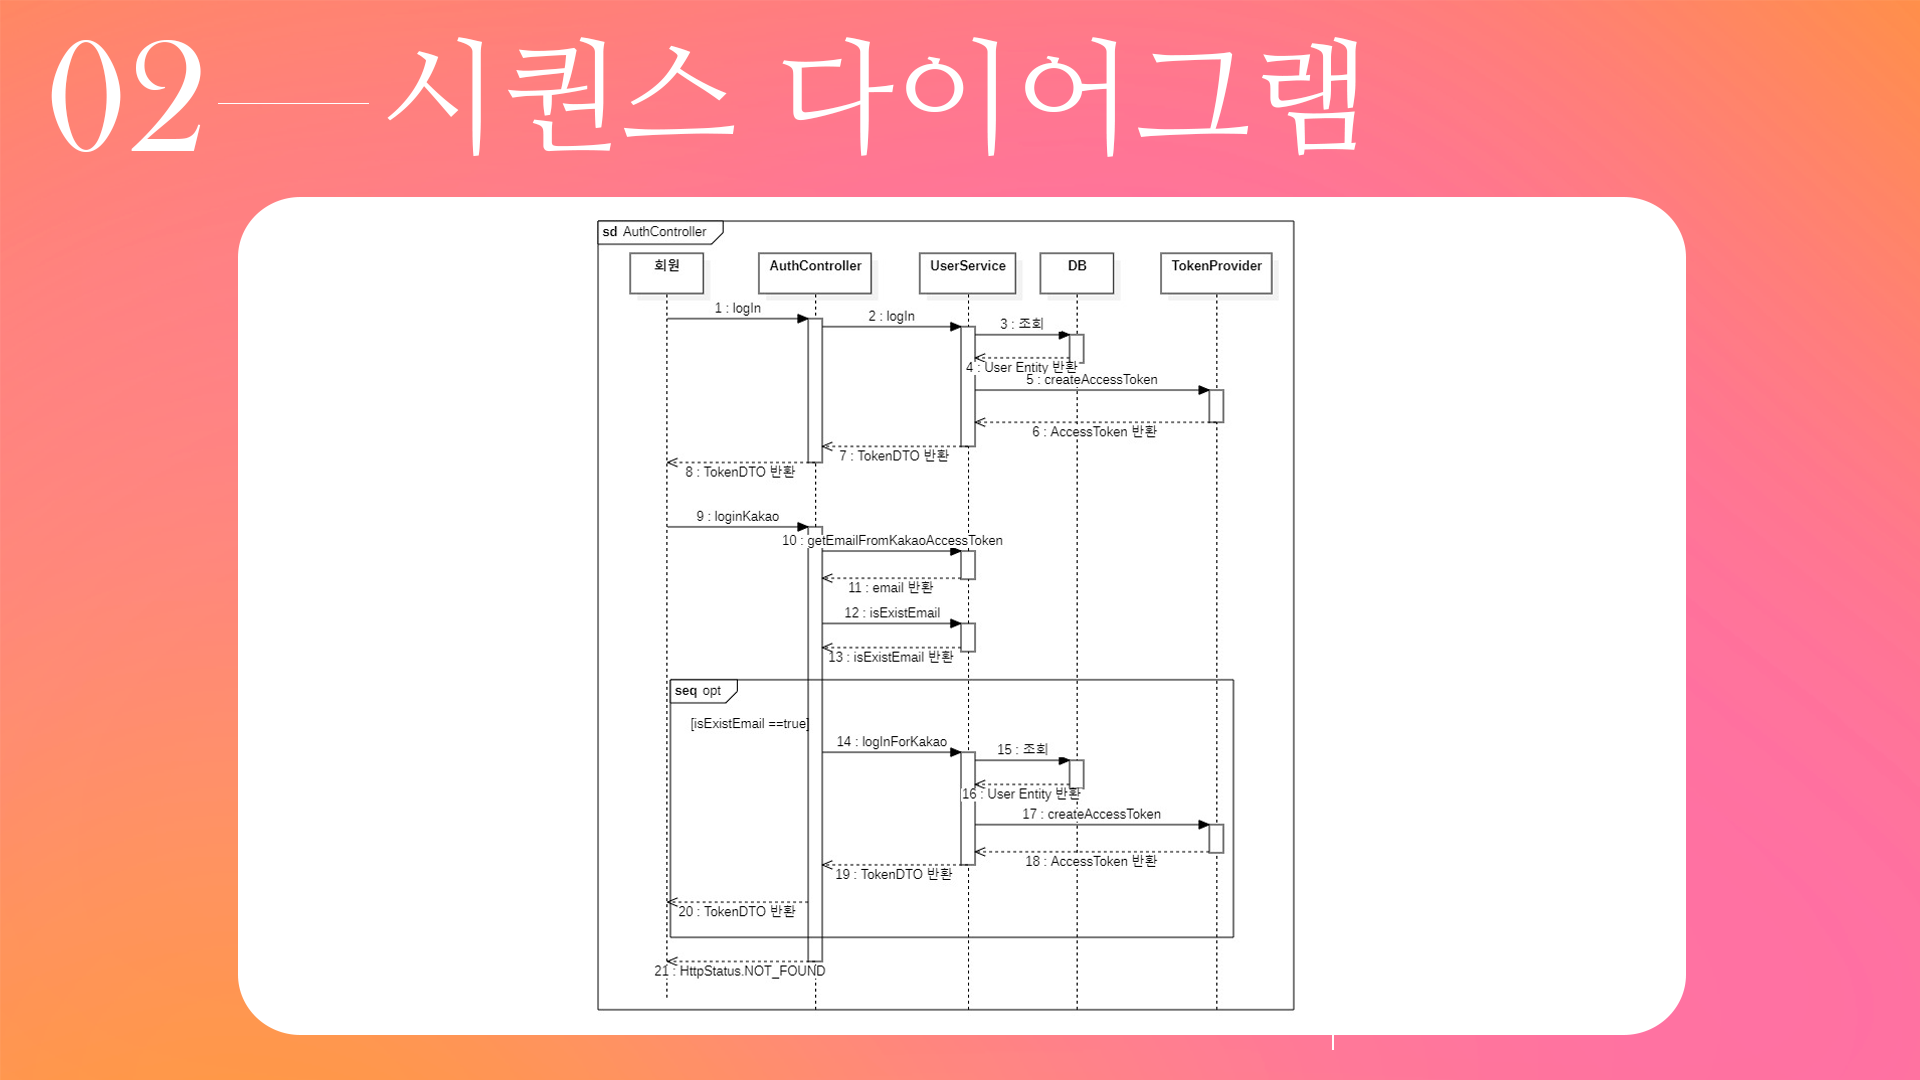 02 시퀀스 다이어그램
sd AuthController
회원 AuthController UserService DB TokenProvider
1 : logIn
2 : logIn
3 : 조회
4 : User Entity 반환
5 : createAccessToken
6 : AccessToken 반환
7 : TokenDTO 반환
8 : TokenDTO 반환
9 : loginKakao
10 : getEmailFromKakaoAccessToken
11 : email 반환
12 : isExistEmail
13 : isExistEmail 반환
seq opt
[isExistEmail ==true]
14 : logInForKakao
15 : 조회
16 : User Entity 반환
17 : createAccessToken
18 : AccessToken 반환
19 : TokenDTO 반환
20 : TokenDTO 반환
21 : HttpStatus.NOT_FOUND